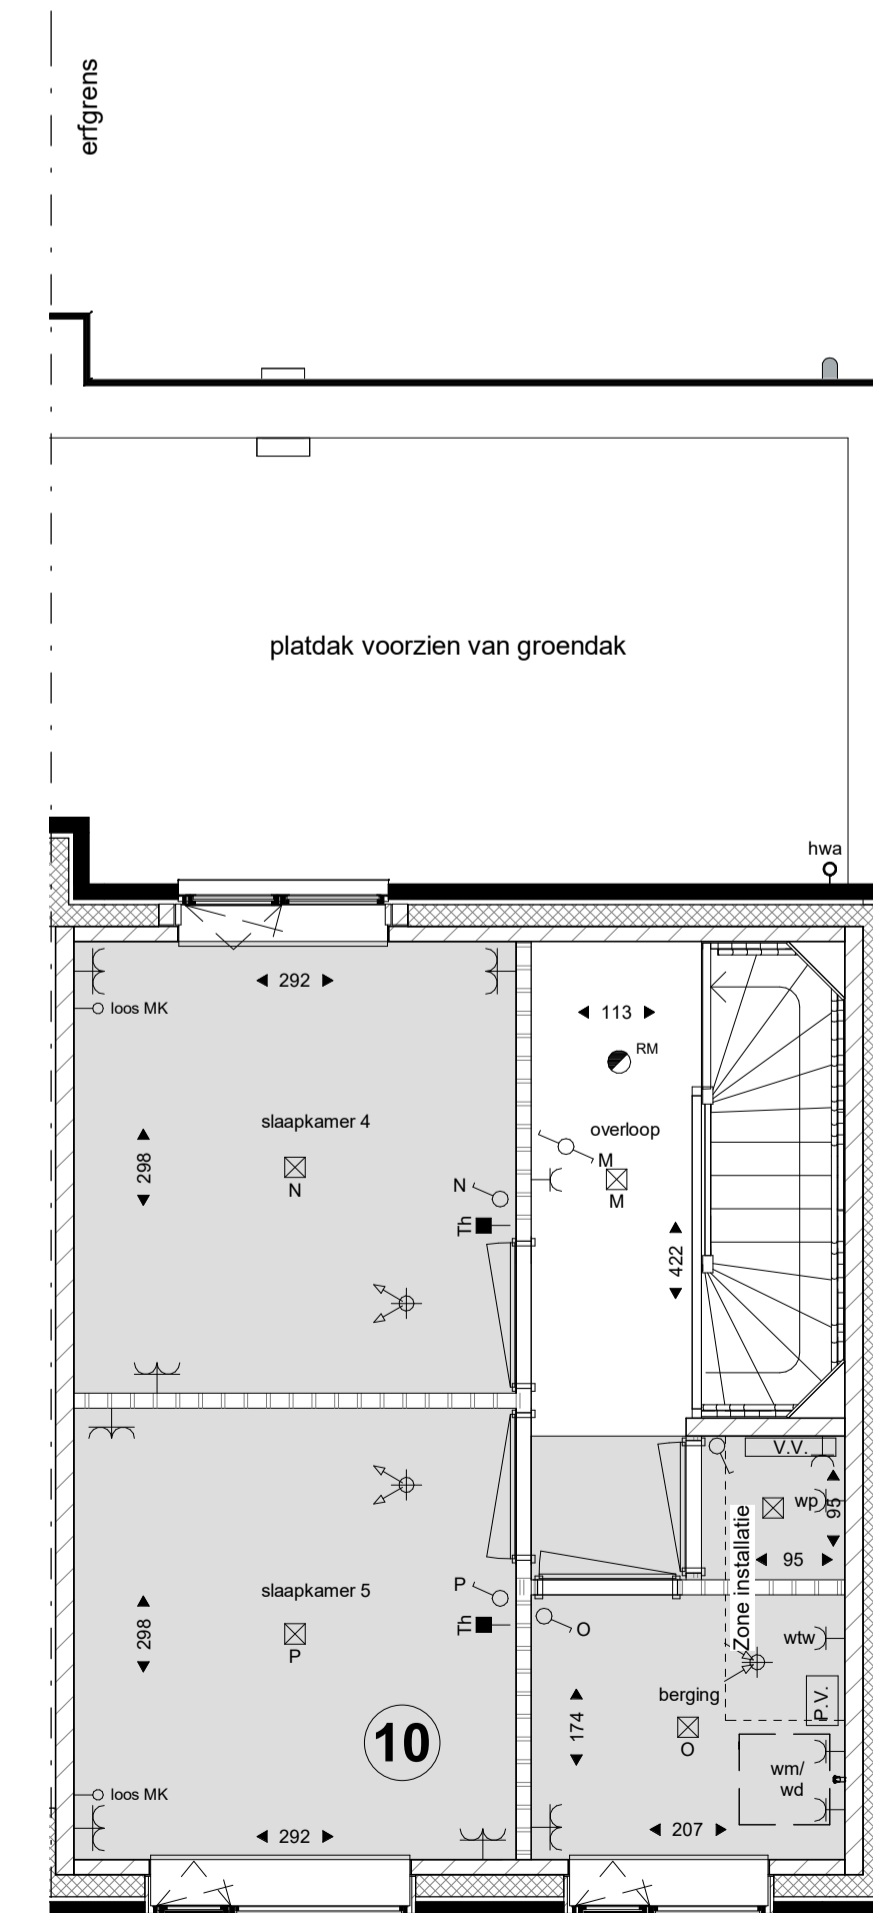 erfgrens
platdak voorzien van groendak
hwa
292
loos MK
113
RM
slaapkamer 4
overloop
298
N
N
M
M
Th
422
V.V.
wp
95
95
Zone installatie
slaapkamer 5
P
298
P
Th
O
wtw
berging
P.V.
174
O
10
wm/
wd
loos MK
292
207